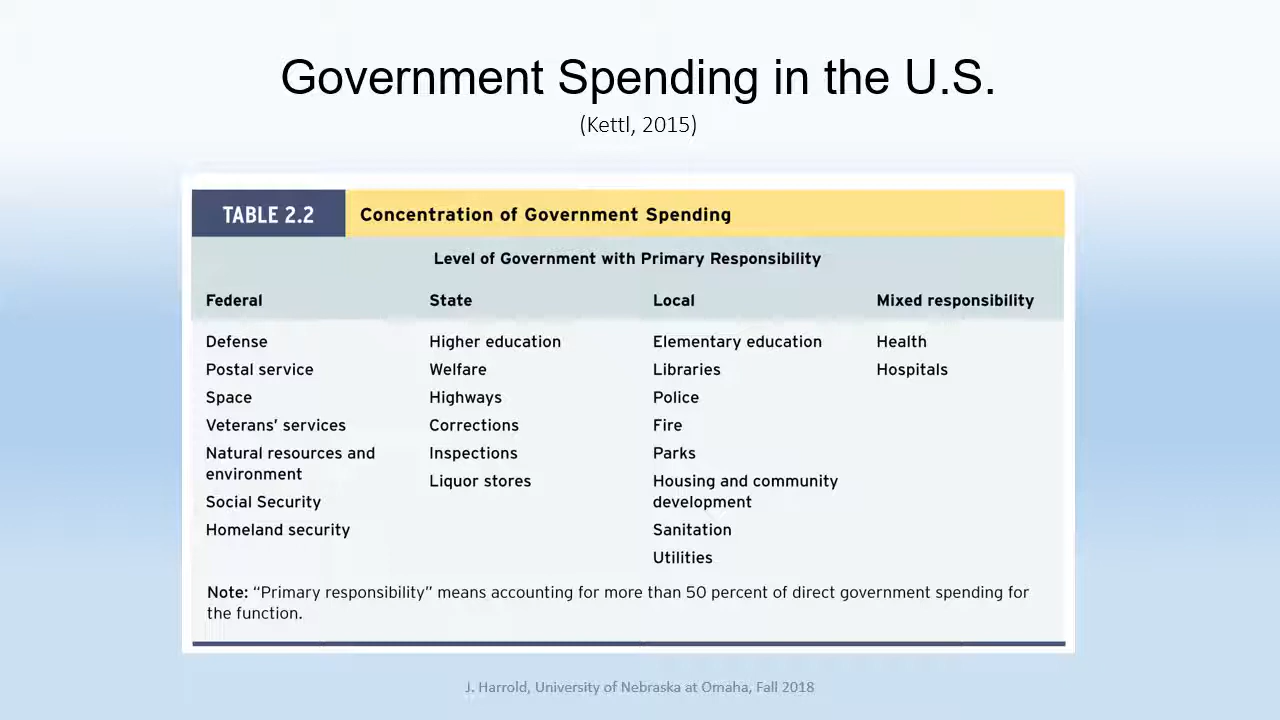 Government Spending in the U.S.
(Kettl, 2015)
TABLE 2.2 Concentration of Government Spending
Level of Government with Primary Responsibility
Federal State Local Mixed responsibility
Defense Higher education Elementary education Health
Postal service Welfare Libraries Hospitals
Space Highways Police
Veterans’ services Corrections Fire
Natural resources and Inspections Parks
environment Liquor stores Housing and community
Social Security development
Homeland security Sanitation
Utilities
Note: “Primary responsibility” means accounting for more than 50 percent of direct government spending for
the function.
J. Harrold, University of Nebraska at Omaha, Fall 2018